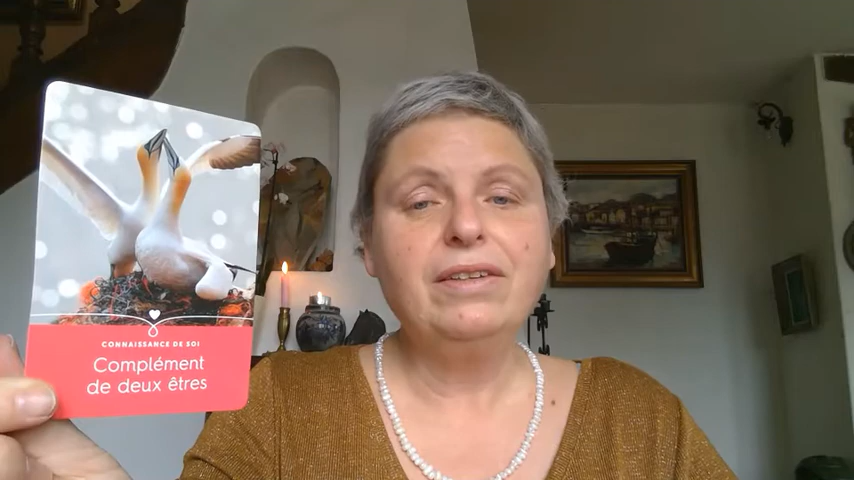 CONNAISSANCE DE SOI
Complément
de deux êtres